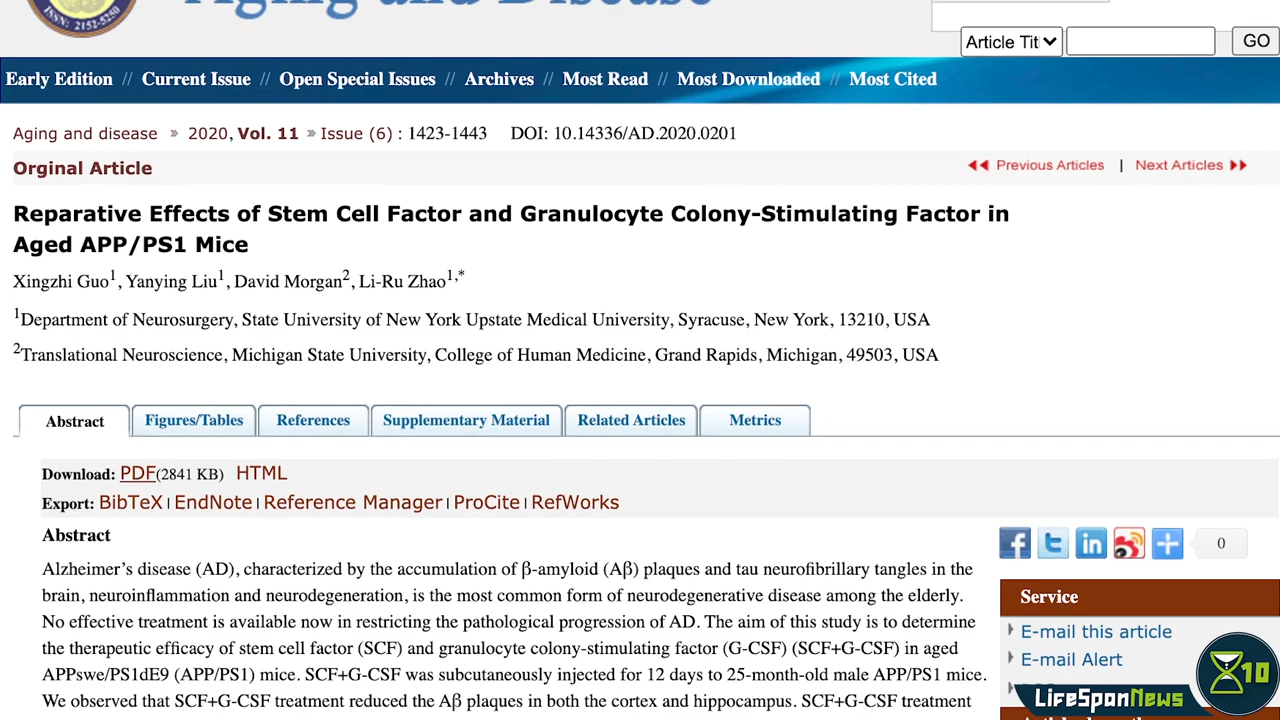 ISSN: 2152-5250
Aging and Disease
Article Tit
GO
Early Edition // Current Issue // Open Special Issues // Archives // Most Read // Most Downloaded // Most Cited
Aging and disease » 2020, Vol. 11 » Issue (6) : 1423-1443 DOI: 10.14336/AD.2020.0201
Orginal Article
Previous Articles | Next Articles
Reparative Effects of Stem Cell Factor and Granulocyte Colony-Stimulating Factor in
Aged APP/PS1 Mice
Xingzhi Guo1, Yanying Liu1, David Morgan2, Li-Ru Zhao1,*
1Department of Neurosurgery, State University of New York Upstate Medical University, Syracuse, New York, 13210, USA
2Translational Neuroscience, Michigan State University, College of Human Medicine, Grand Rapids, Michigan, 49503, USA
Abstract
Figures/Tables
References
Supplementary Material
Related Articles
Metrics
Download: PDF(2841 KB) HTML
Export: BibTeX | EndNote | Reference Manager | ProCite | RefWorks
Abstract
Alzheimer’s disease (AD), characterized by the accumulation of β-amyloid (Aβ) plaques and tau neurofibrillary tangles in the
brain, neuroinflammation and neurodegeneration, is the most common form of neurodegenerative disease among the elderly.
No effective treatment is available now in restricting the pathological progression of AD. The aim of this study is to determine
the therapeutic efficacy of stem cell factor (SCF) and granulocyte colony-stimulating factor (G-CSF) (SCF+G-CSF) in aged
APPswe/PS1dE9 (APP/PS1) mice. SCF+G-CSF was subcutaneously injected for 12 days to 25-month-old male APP/PS1 mice.
We observed that SCF+G-CSF treatment reduced the Aβ plaques in both the cortex and hippocampus. SCF+G-CSF treatment
0
Service
E-mail this article
E-mail Alert
LifeSpanNews
10